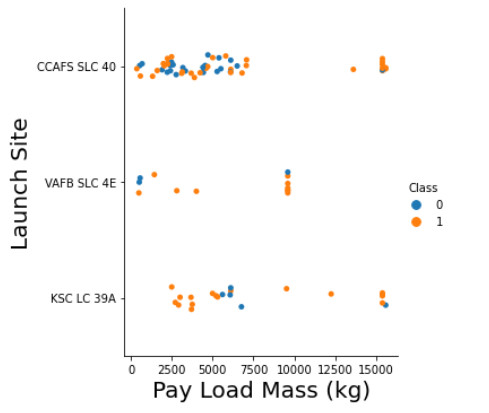 CCAFS SLC 40
VAFB SLC 4E
KSC LC 39A
Launch Site
0 2500 5000 7500 10000 12500 15000
Pay Load Mass (kg)
Class
0
1